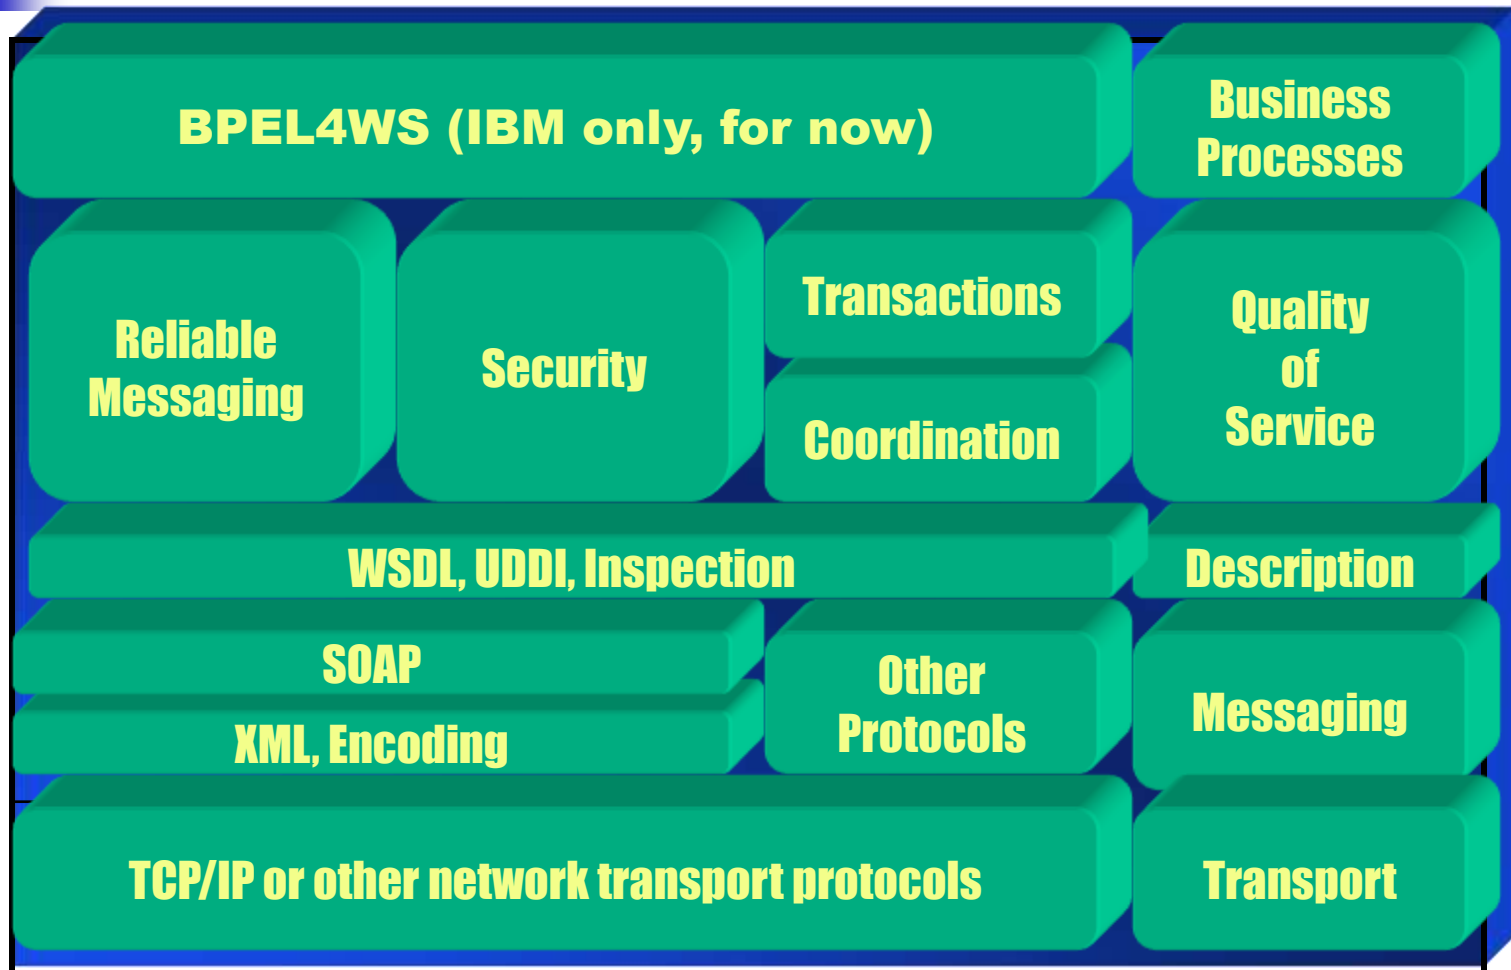 BPEL4WS (IBM only, for now)
Business
Processes
Reliable
Messaging
Security
Transactions
Coordination
Quality
of
Service
WSDL, UDDI, Inspection
Description
SOAP
XML, Encoding
Other
Protocols
Messaging
TCP/IP or other network transport protocols
Transport